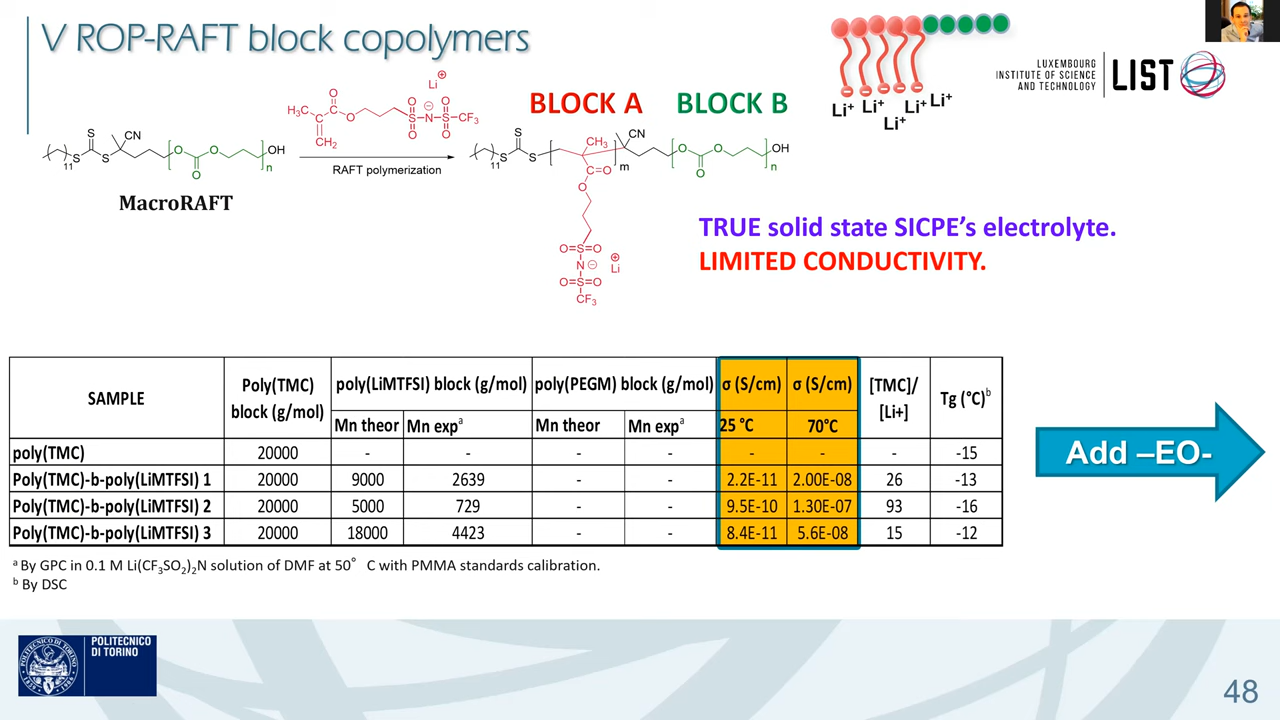 V ROP-RAFT block copolymers
LUXEMBOURG
INSTITUTE OF SCIENCE
AND TECHNOLOGY
LIST
Li⁺ Li⁺ Li⁺ Li⁺ Li⁺
BLOCK A BLOCK B
H₃C O O O O Li ⊕ S N ⊖ S CF₃ O O CH₂
S CN S S 11 O O O OH n
MacroRAFT
RAFT polymerization
S S S 11 CH₃ CN m C=O O O O O OH n
O=S=O
N ⊖ ⊕ Li
O=S=O
CF₃
TRUE solid state SICPE's electrolyte.
LIMITED CONDUCTIVITY.
SAMPLE Poly(TMC) block (g/mol) poly(LiMTFSI) block (g/mol) poly(PEGM) block (g/mol) σ (S/cm) σ (S/cm) [TMC]/ [Li+] Tg (°C)ᵇ
Mn theor Mn expᵃ Mn theor Mn expᵃ 25 °C 70°C
poly(TMC) 20000 - - - - - - - -15
Poly(TMC)-b-poly(LiMTFSI) 1 20000 9000 2639 - - 2.2E-11 2.00E-08 26 -13
Poly(TMC)-b-poly(LiMTFSI) 2 20000 5000 729 - - 9.5E-10 1.30E-07 93 -16
Poly(TMC)-b-poly(LiMTFSI) 3 20000 18000 4423 - - 8.4E-11 5.6E-08 15 -12
Add –EO-
ᵃ By GPC in 0.1 M Li(CF₃SO₂)₂N solution of DMF at 50° C with PMMA standards calibration.
ᵇ By DSC
POLITECNICO
DI TORINO
48